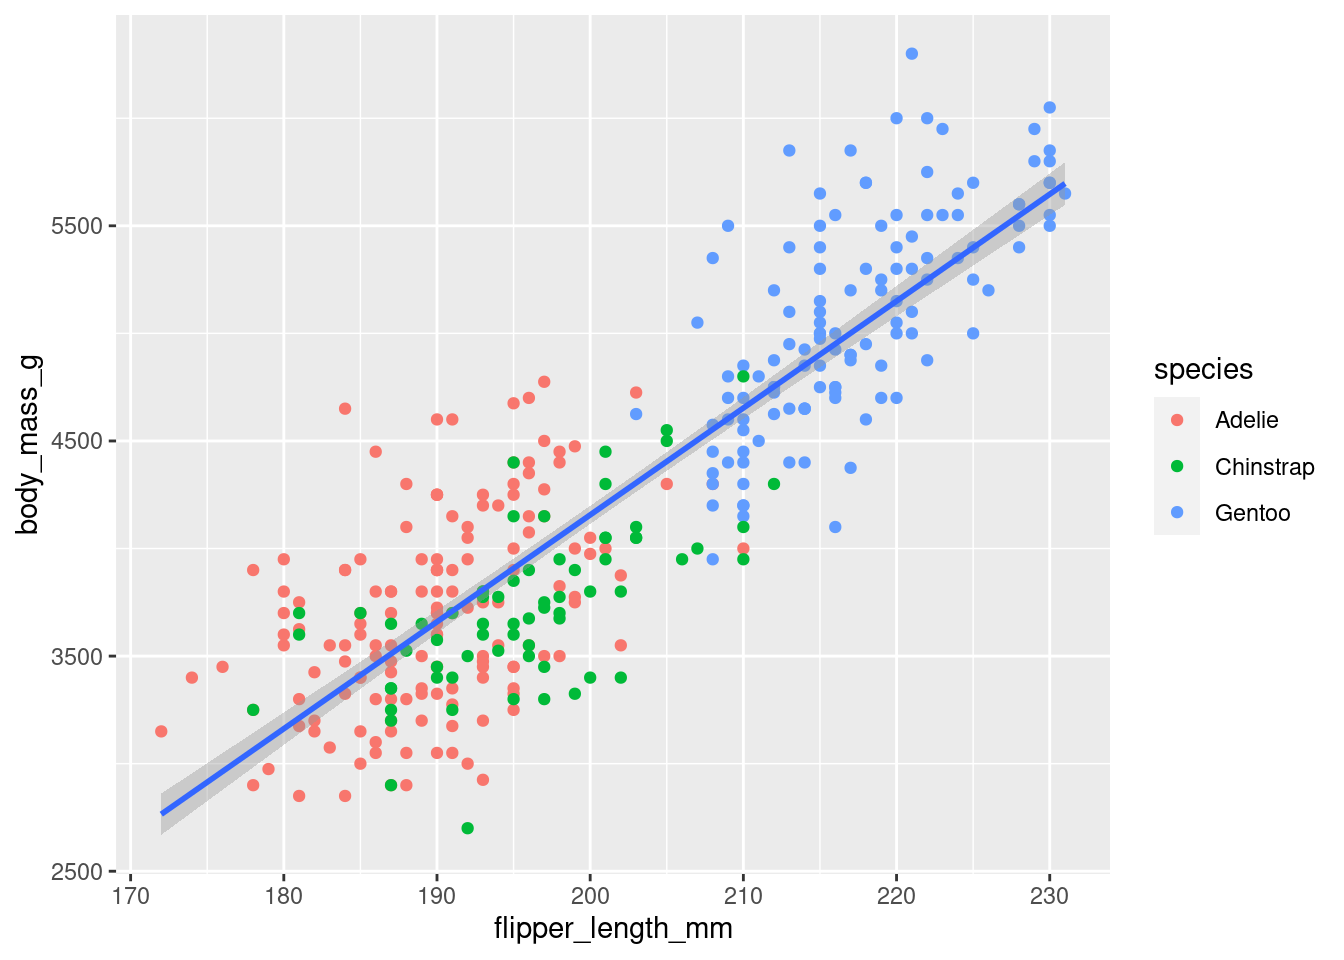 body_mass_g
5500
4500
3500
2500
170 180 190 200 210 220 230
flipper_length_mm
species
Adelie
Chinstrap
Gentoo